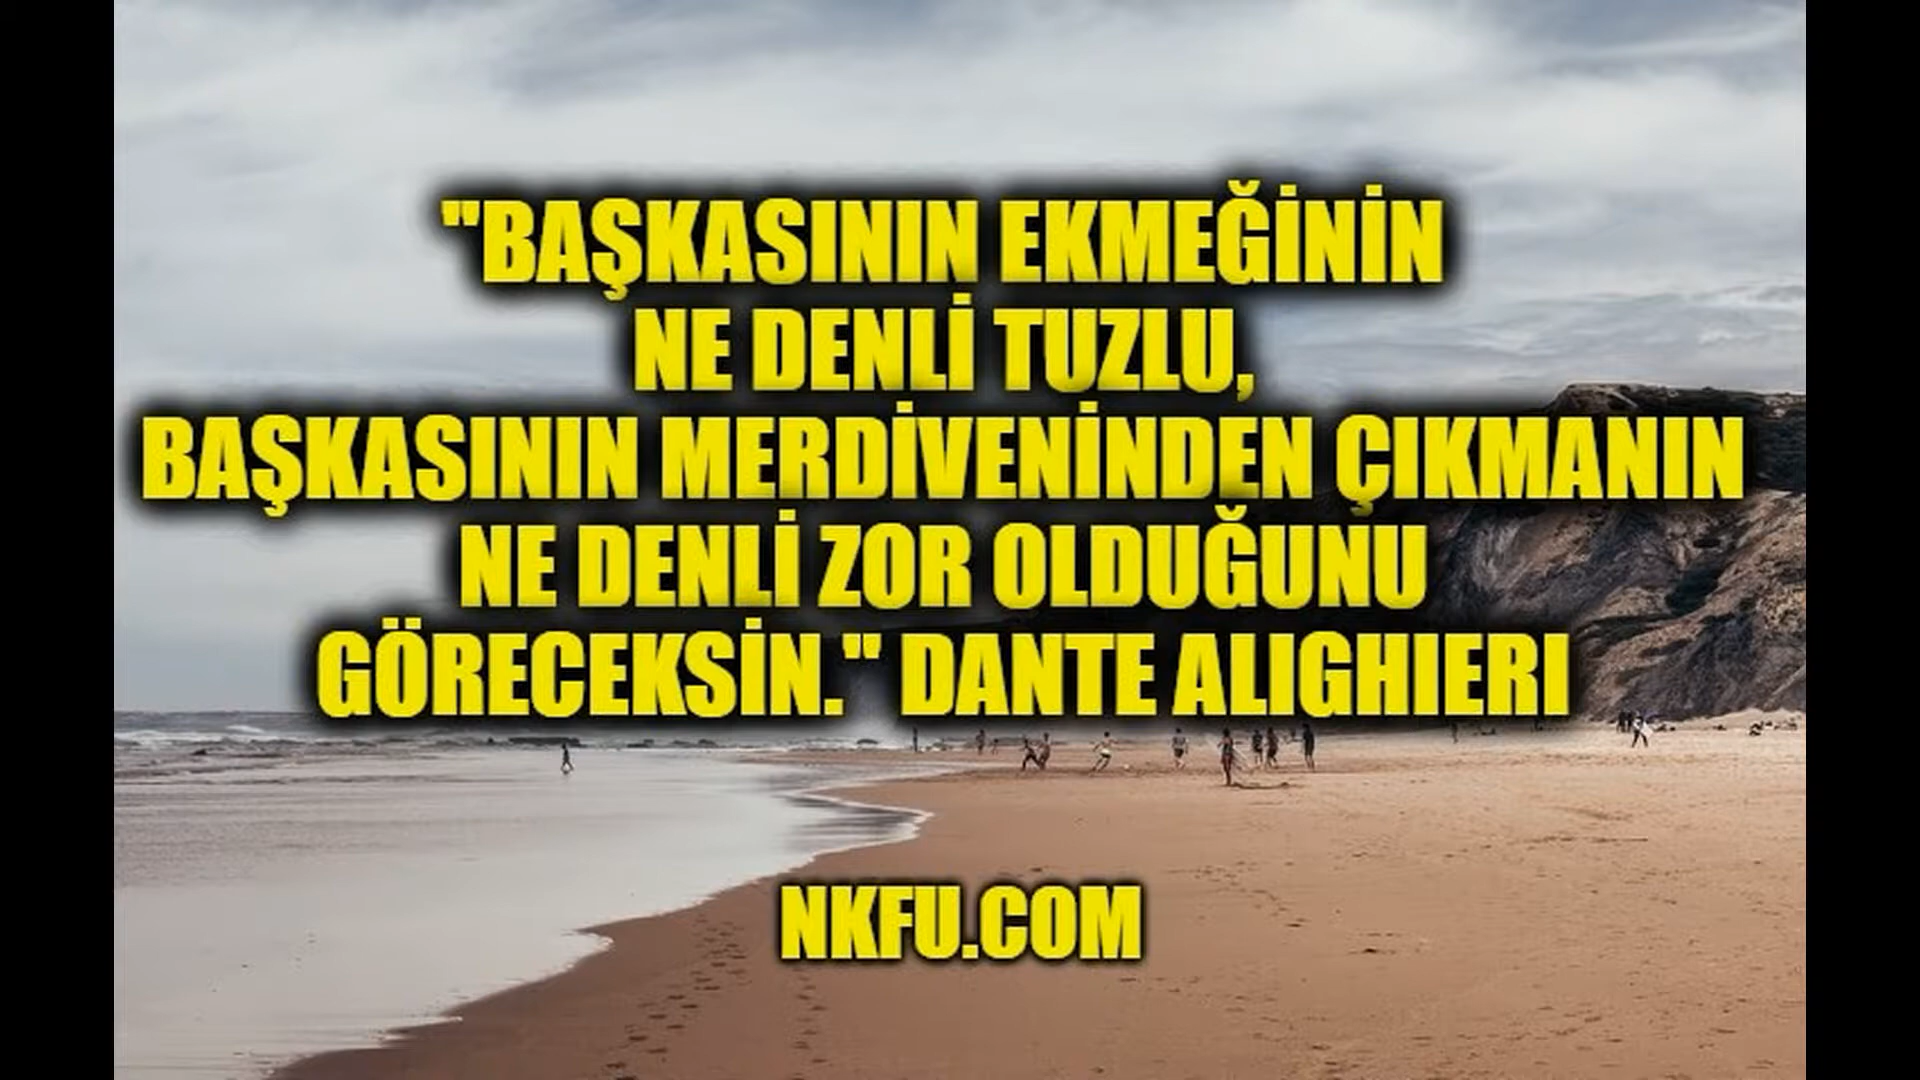 "BAŞKASININ EKMEĞİNİN
NE DENLİ TUZLU,
BAŞKASININ MERDİVENİNDEN ÇIKMANIN
NE DENLİ ZOR OLDUĞUNU
GÖRECEKSİN." DANTE ALIGHIERI
NKFU.COM